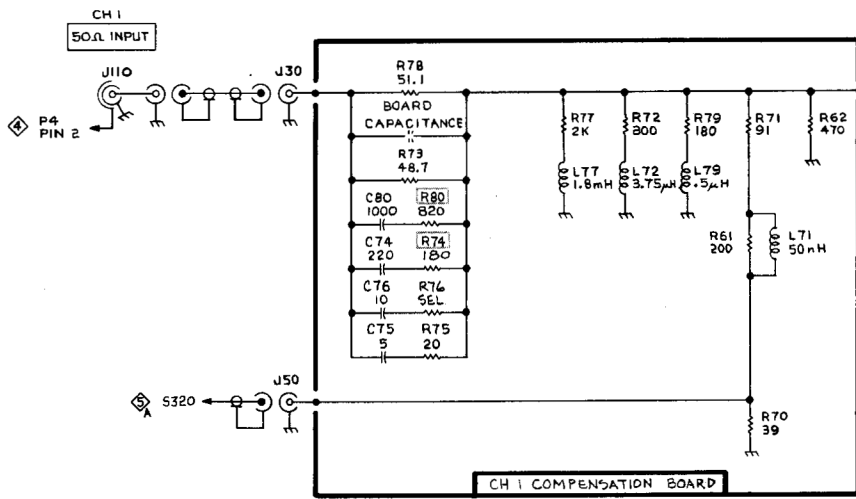 CH 1
50Ω INPUT
J110
J30
4 P4
PIN 2
R78
51.1
BOARD
CAPACITANCE
R73
48.7
C80 R80
1000 820
C74 R74
220 180
C76 R76
10 SEL
C75 R75
5 20
R77
2K
R72
300
R79
180
R71
91
R62
470
L77
1.8mH
L72
3.75μH
L79
.5μH
R61
200
L71
50nH
J50
5 A S320
R70
39
CH 1 COMPENSATION BOARD